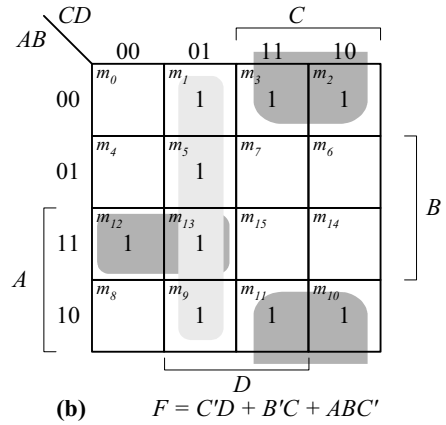 CD
C
AB
00 01 11 10
00 m0 m1 1 m3 1 m2 1
01 m4 m5 1 m7 m6
B
11 m12 1 m13 1 m15 m14
A
10 m8 m9 1 m11 1 m10 1
D
(b) F = C'D + B'C + ABC'